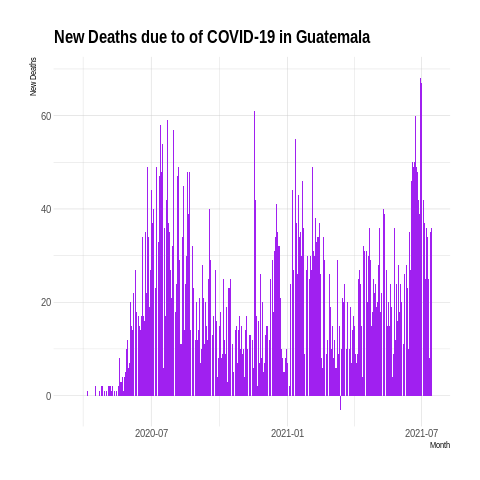 New Deaths due to of COVID-19 in Guatemala
New Deaths
60
40
20
0
2020-07
2021-01
2021-07
Month